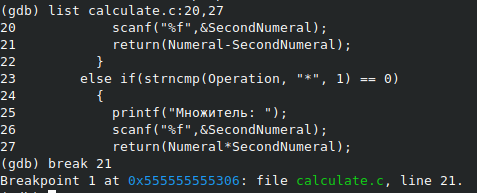 (gdb) list calculate.c:20,27
20 scanf("%f",&SecondNumeral);
21 return(Numeral-SecondNumeral);
22 }
23 else if(strncmp(Operation, "*", 1) == 0)
24 {
25 printf("Множитель: ");
26 scanf("%f",&SecondNumeral);
27 return(Numeral*SecondNumeral);
(gdb) break 21
Breakpoint 1 at 0x555555555306: file calculate.c, line 21.